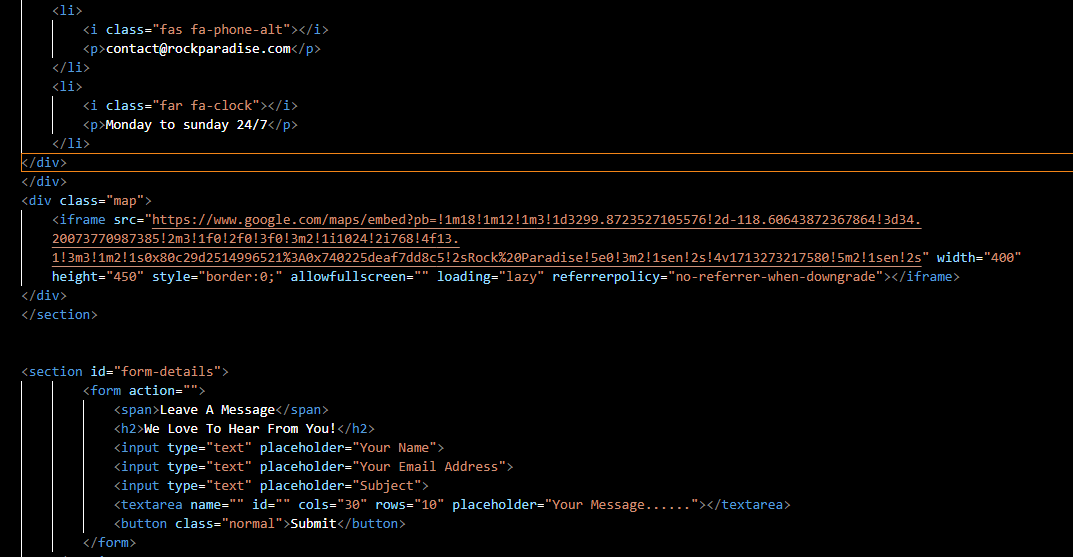 <li>
<i class="fas fa-phone-alt"></i>
<p>contact@rockparadise.com</p>
</li>
<li>
<i class="far fa-clock"></i>
<p>Monday to sunday 24/7</p>
</li>
</div>
</div>
<div class="map">
<iframe src="https://www.google.com/maps/embed?pb=!1m18!1m12!1m3!1d3299.8723527105576!2d-118.60643872367864!3d34.
20073770987385!2m3!1f0!2f0!3f0!3m2!1i1024!2i768!4f13.
1!3m3!1m2!1s0x80c29d2514996521%3A0x740225deaf7dd8c5!2sRock%20Paradise!5e0!3m2!1sen!2s!4v1713273217580!5m2!1sen!2s" width="400"
height="450" style="border:0;" allowfullscreen="" loading="lazy" referrerpolicy="no-referrer-when-downgrade"></iframe>
</div>
</section>
<section id="form-details">
<form action="">
<span>Leave A Message</span>
<h2>We Love To Hear From You!</h2>
<input type="text" placeholder="Your Name">
<input type="text" placeholder="Your Email Address">
<input type="text" placeholder="Subject">
<textarea name="" id="" cols="30" rows="10" placeholder="Your Message......"></textarea>
<button class="normal">Submit</button>
</form>